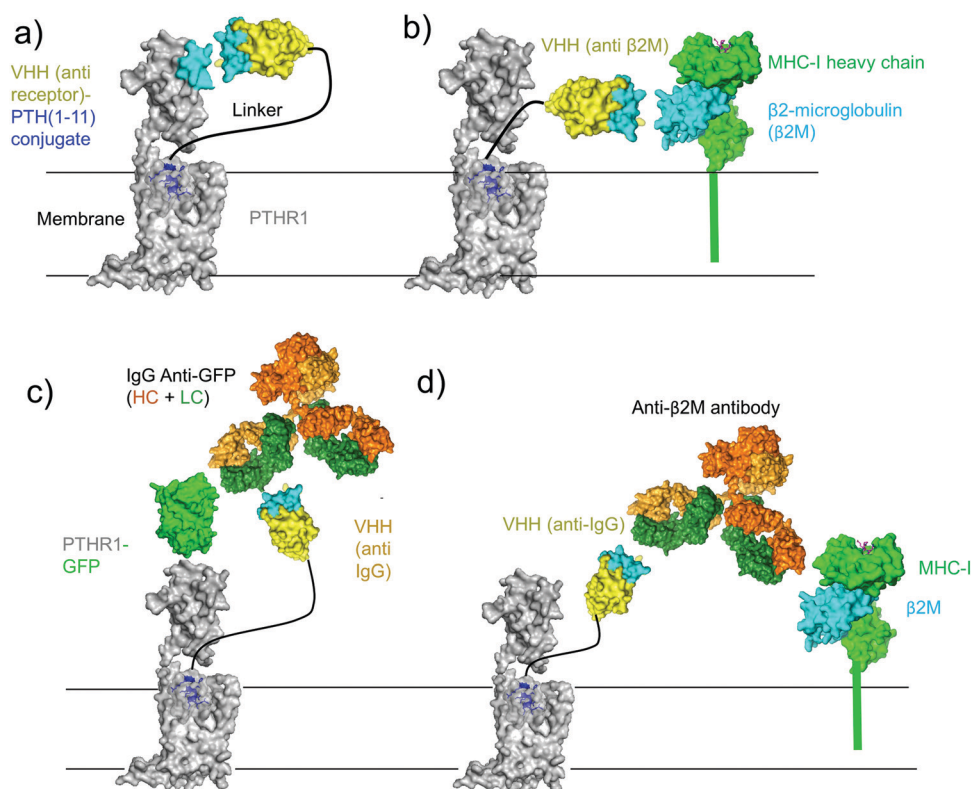 a)
VHH (anti
receptor)-
PTH(1-11)
conjugate
Linker
Membrane
PTHR1
b)
VHH (anti β2M)
MHC-I heavy chain
β2-microglobulin
(β2M)
c)
IgG Anti-GFP
(HC + LC)
PTHR1-
GFP
VHH
(anti
IgG)
d)
Anti-β2M antibody
VHH (anti-IgG)
MHC-I
β2M